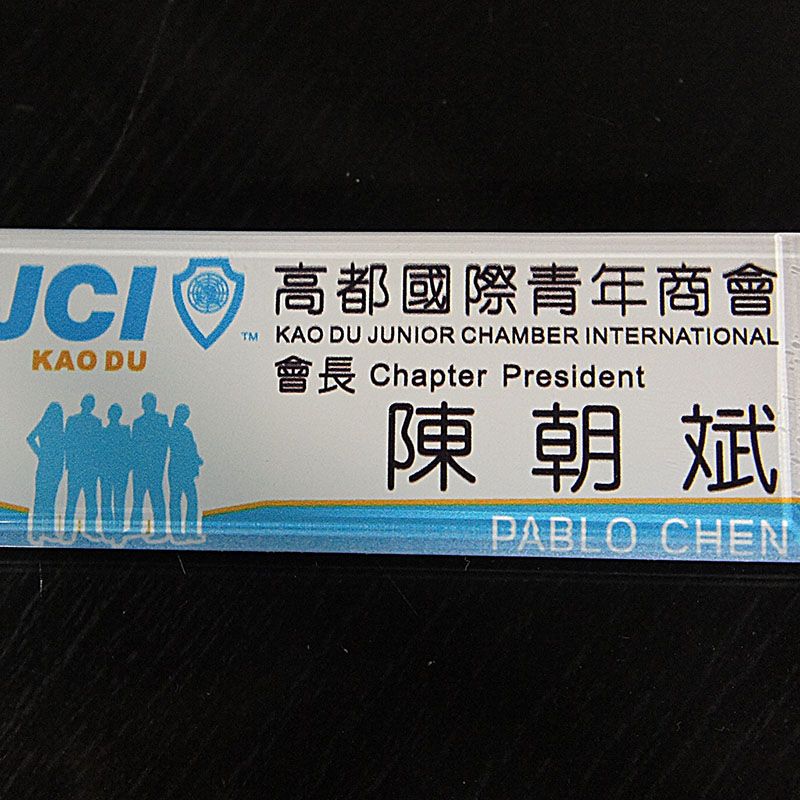 JCI
KAO DU
TM
高都國際青年商會
KAO DU JUNIOR CHAMBER INTERNATIONAL
會長 Chapter President
陳朝斌
PABLO CHEN